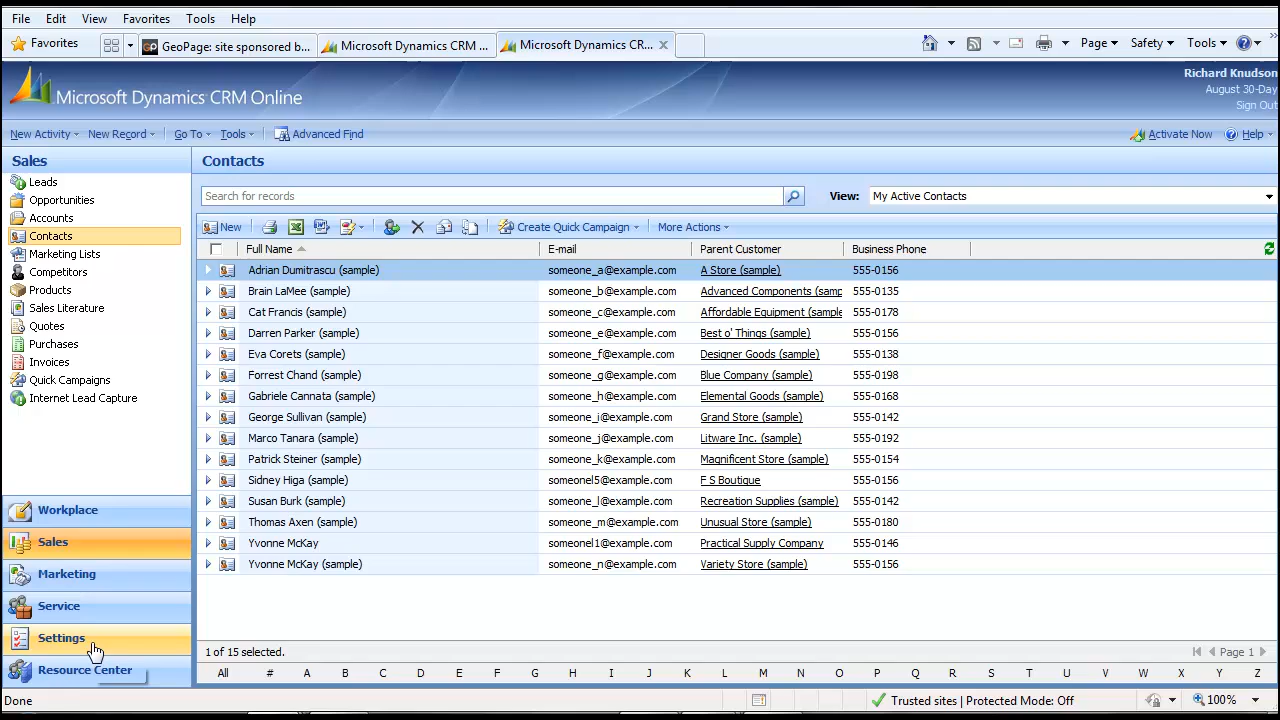 File Edit View Favorites Tools Help
Favorites GeoPage: site sponsored b... Microsoft Dynamics CRM ... Microsoft Dynamics CR... Page Safety Tools
Richard Knudson
Microsoft Dynamics CRM Online
August 30-Day
Sign Out
New Activity New Record Go To Tools Advanced Find Activate Now Help
Sales
Leads
Opportunities
Accounts
Contacts
Marketing Lists
Competitors
Products
Sales Literature
Quotes
Purchases
Invoices
Quick Campaigns
Internet Lead Capture
Workplace
Sales
Marketing
Service
Settings
Resource Center
Contacts
Search for records View: My Active Contacts
New Create Quick Campaign More Actions
Full Name E-mail Parent Customer Business Phone
Adrian Dumitrascu (sample) someone_a@example.com A Store (sample) 555-0156
Brain LaMee (sample) someone_b@example.com Advanced Components (samp 555-0135
Cat Francis (sample) someone_c@example.com Affordable Equipment (sample 555-0178
Darren Parker (sample) someone_e@example.com Best o' Things (sample) 555-0156
Eva Corets (sample) someone_f@example.com Designer Goods (sample) 555-0138
Forrest Chand (sample) someone_g@example.com Blue Company (sample) 555-0198
Gabriele Cannata (sample) someone_h@example.com Elemental Goods (sample) 555-0168
George Sullivan (sample) someone_i@example.com Grand Store (sample) 555-0142
Marco Tanara (sample) someone_j@example.com Litware Inc. (sample) 555-0192
Patrick Steiner (sample) someone_k@example.com Magnificent Store (sample) 555-0154
Sidney Higa (sample) someonel5@example.com F S Boutique 555-0156
Susan Burk (sample) someone_l@example.com Recreation Supplies (sample) 555-0142
Thomas Axen (sample) someone_m@example.com Unusual Store (sample) 555-0180
Yvonne McKay someonel1@example.com Practical Supply Company 555-0146
Yvonne McKay (sample) someone_n@example.com Variety Store (sample) 555-0156
1 of 15 selected. Page 1
All # A B C D E F G H I J K L M N O P Q R S T U V W X Y Z
Done Trusted sites | Protected Mode: Off 100%